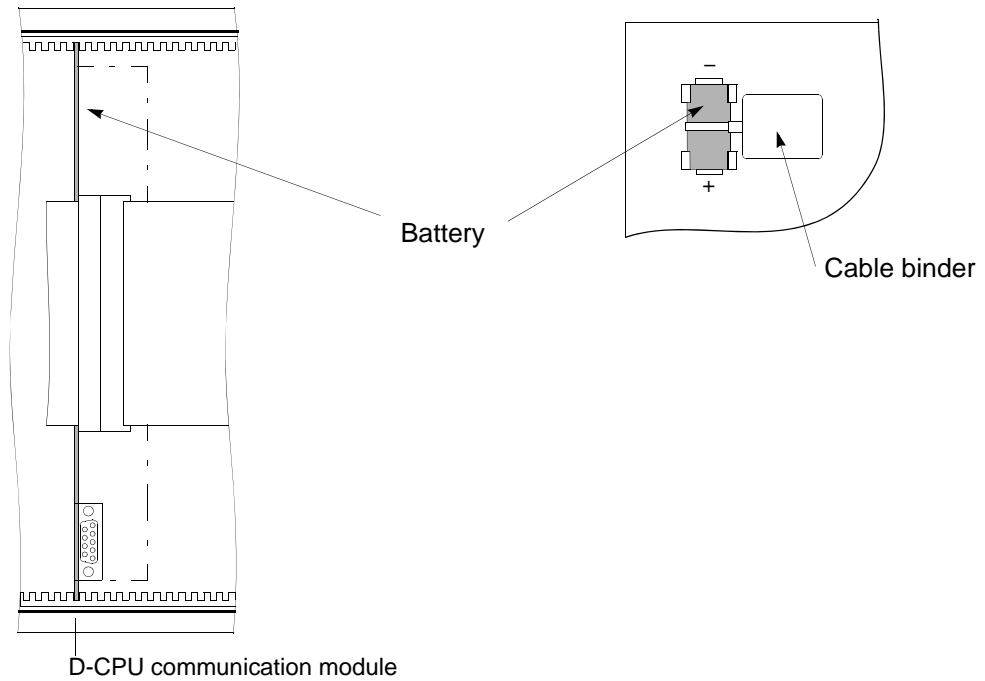 −
+
Battery
Cable binder
D-CPU communication module